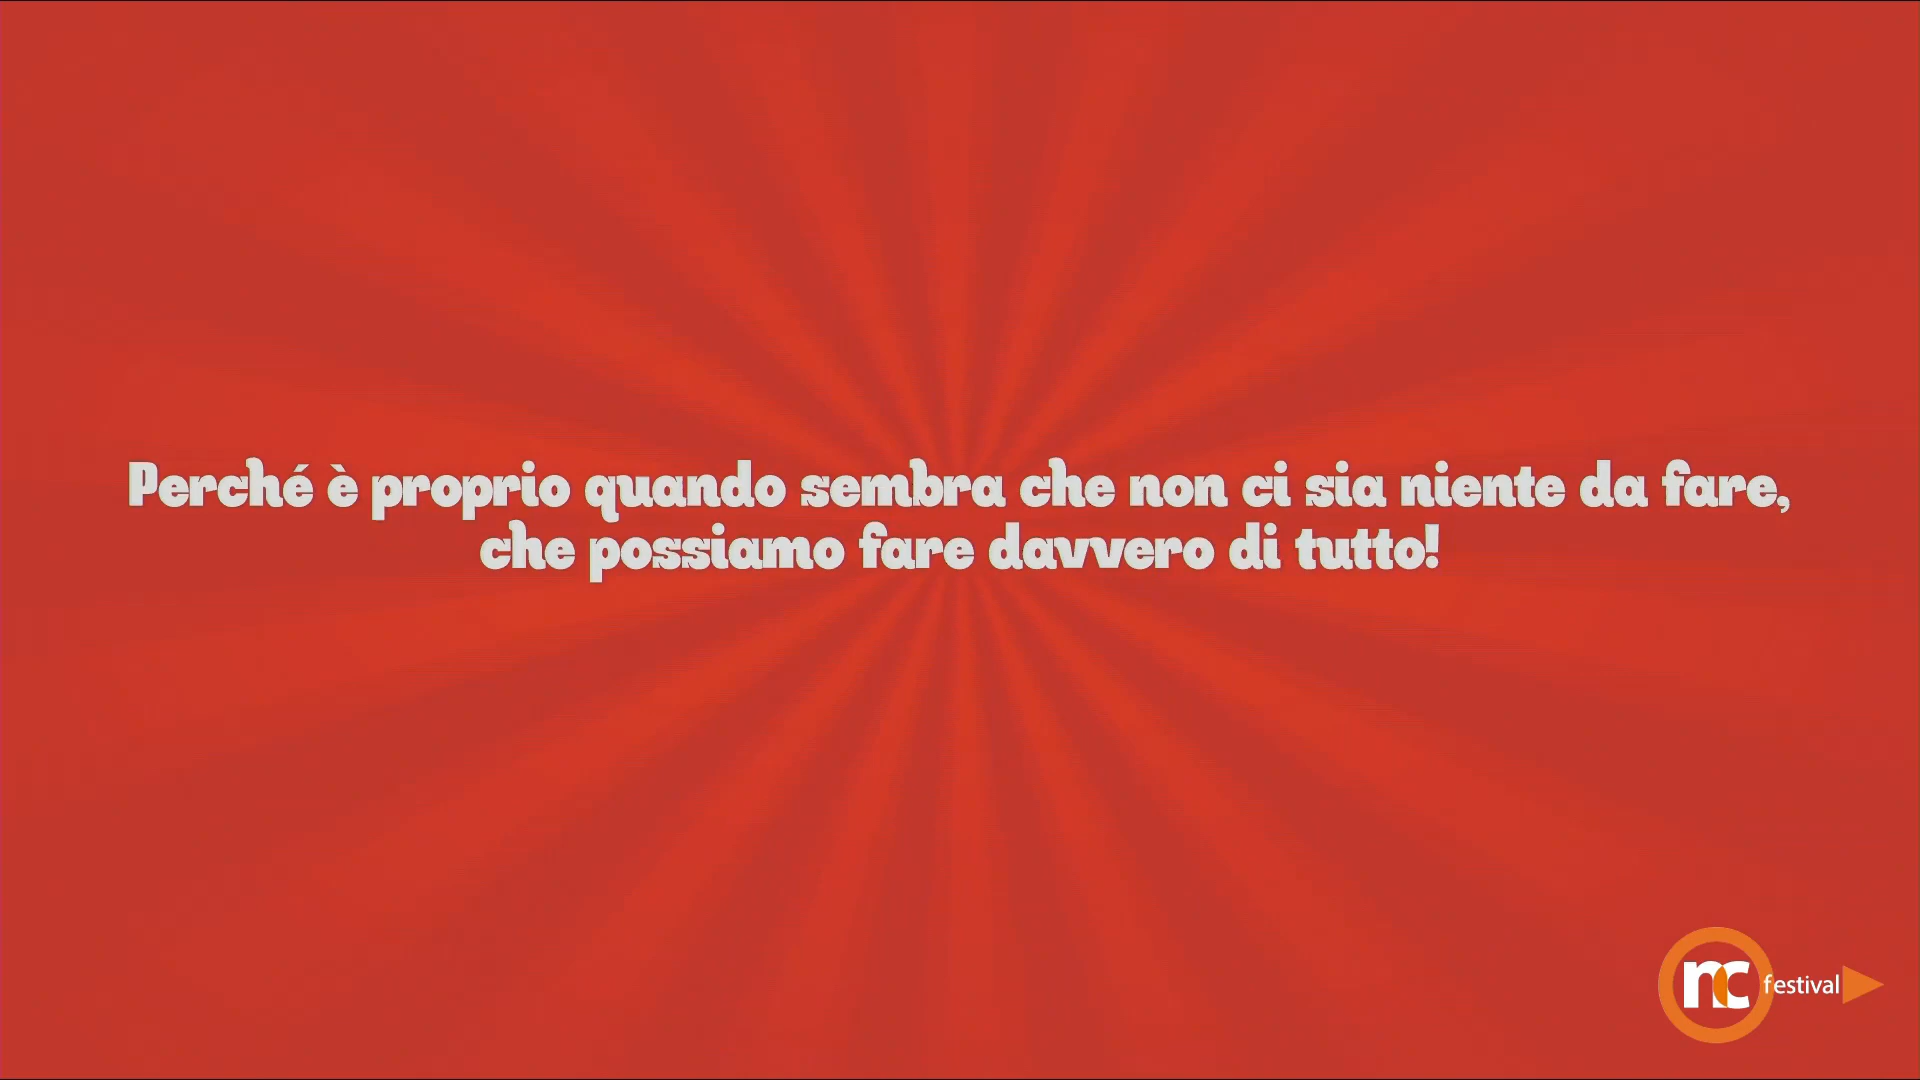 Perché è proprio quando sembra che non ci sia niente da fare,
che possiamo fare davvero di tutto!
nc festival